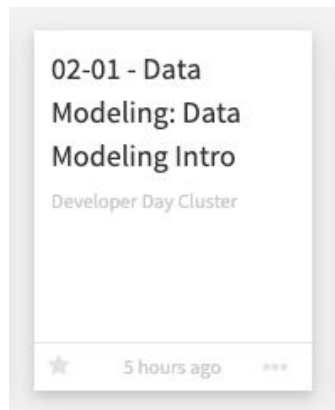 02-01 - Data
Modeling: Data
Modeling Intro
Developer Day Cluster
5 hours ago